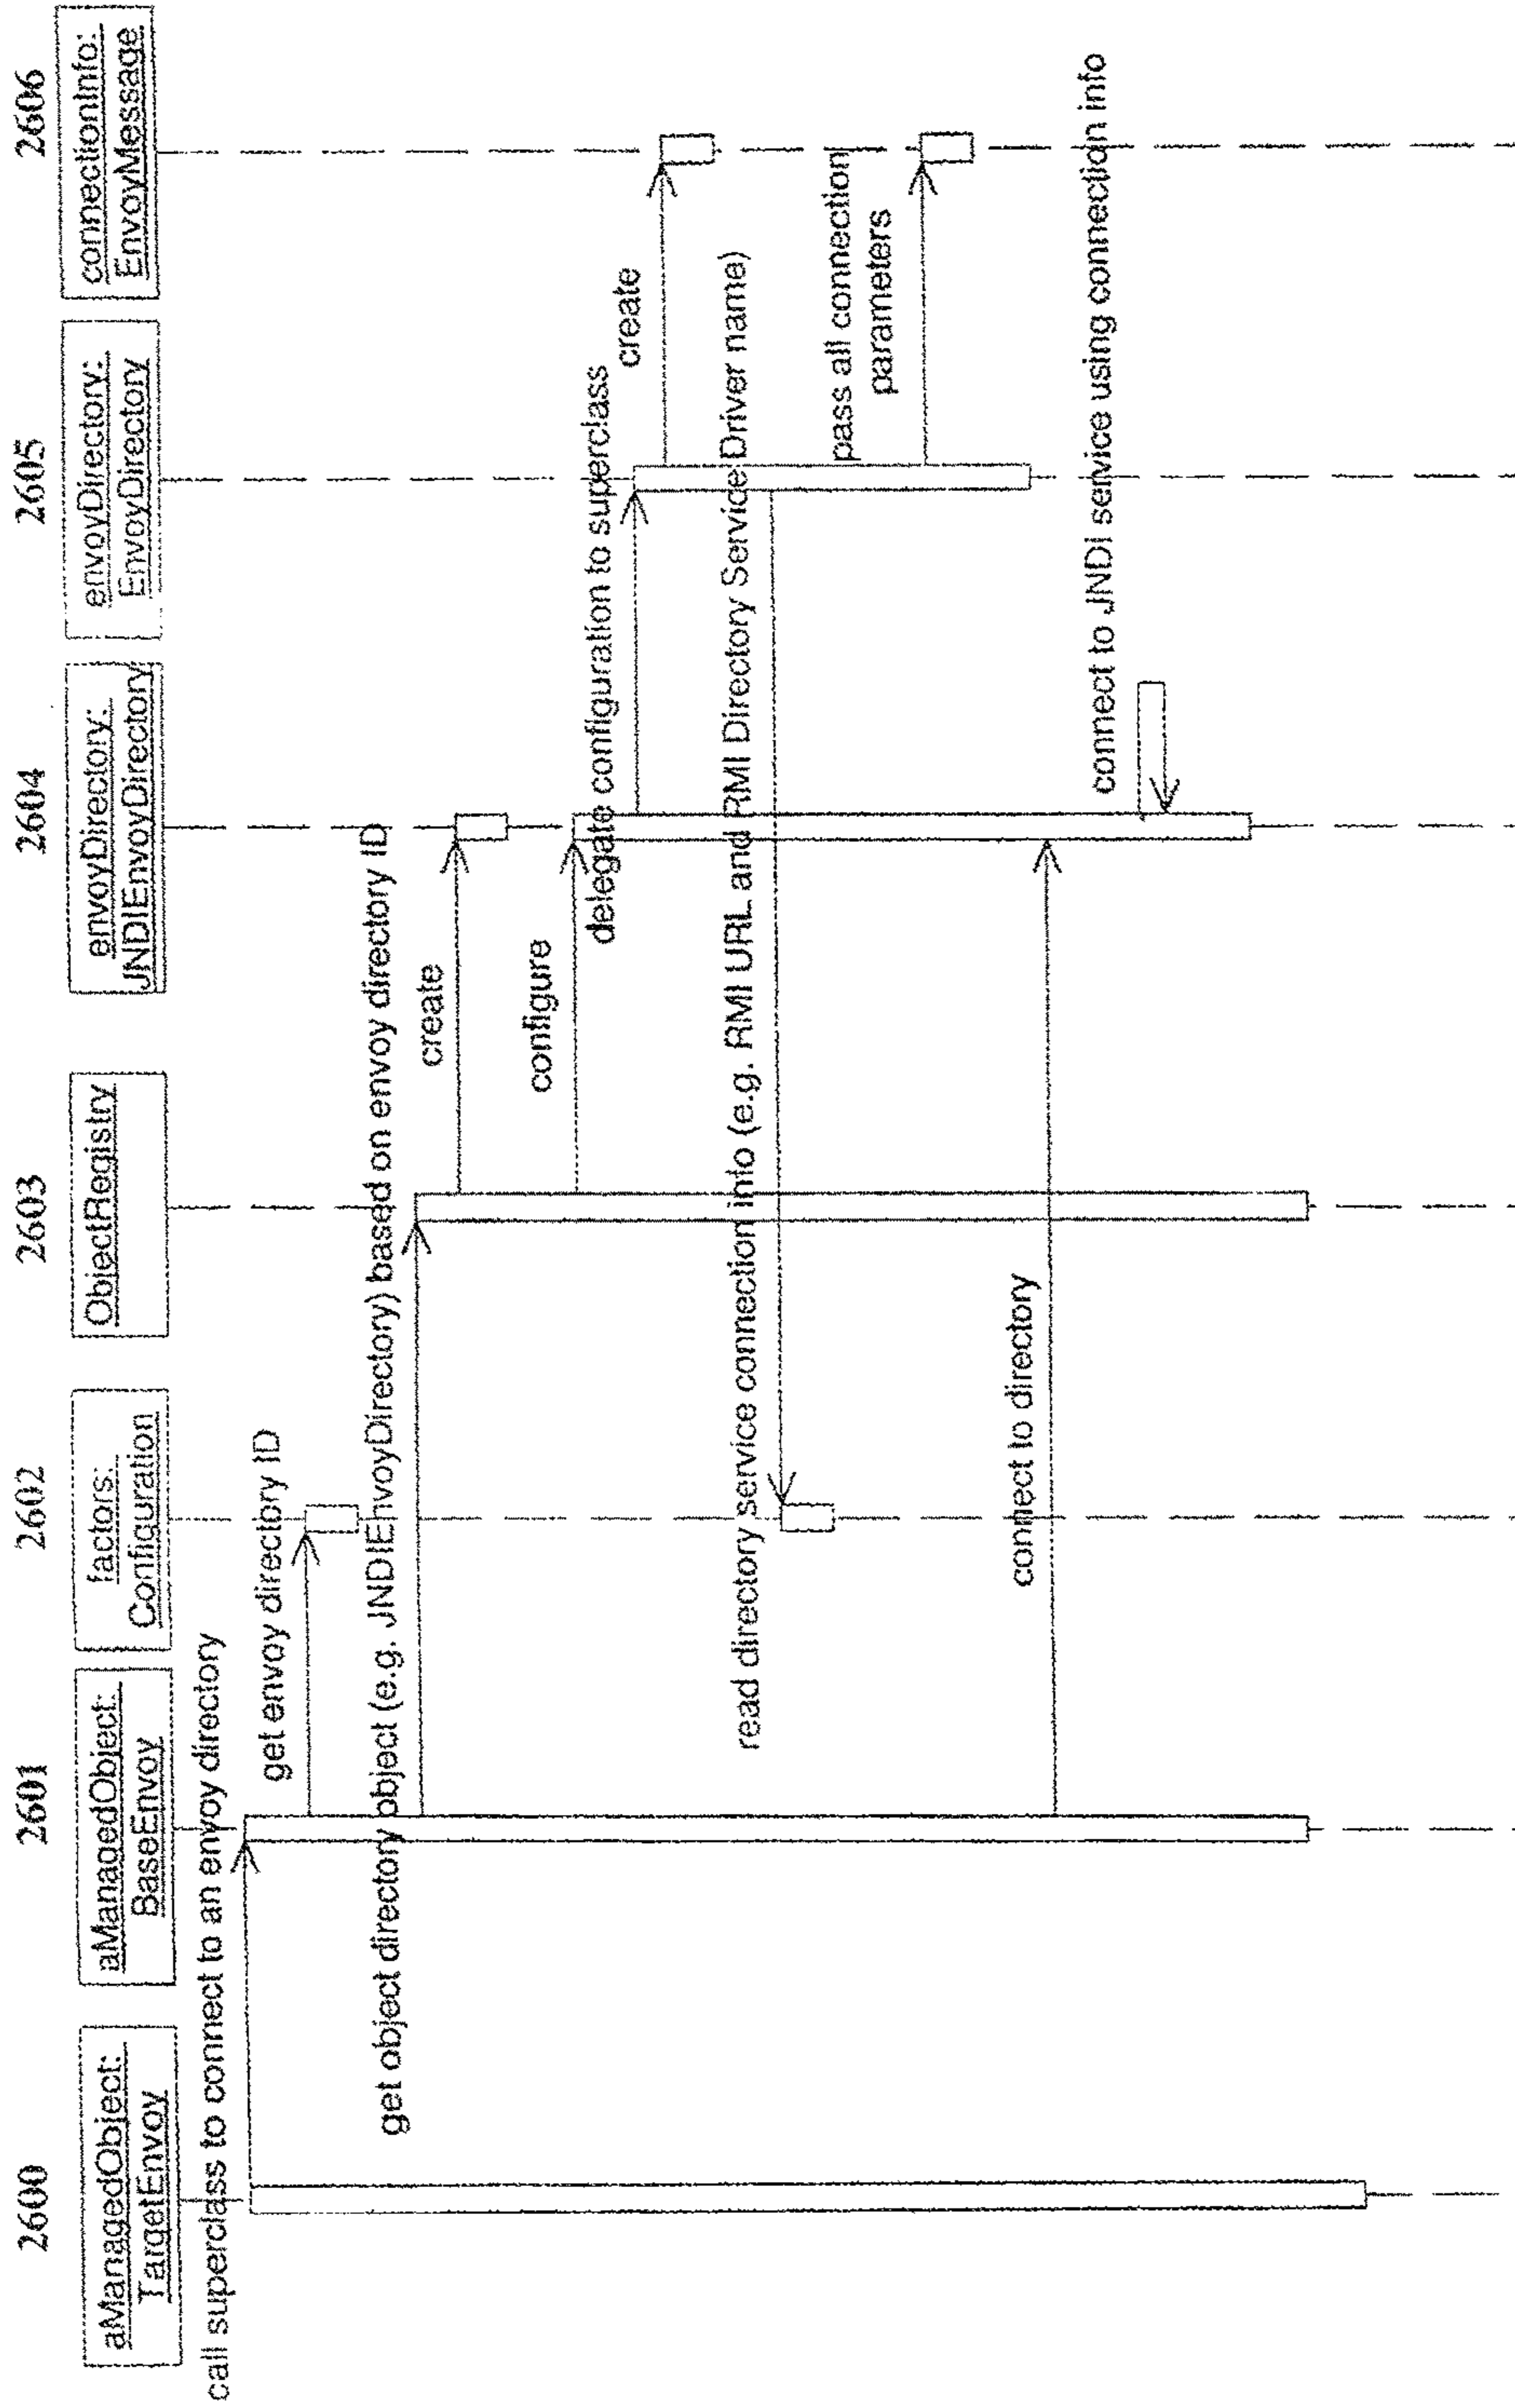 2600
2601
2602
2603
2604
2605
2606
aManagedObject:
TargetEnvoy
aManagedObject:
BaseEnvoy
factors:
Configuration
ObjectRegistry
envoyDirectory:
JNDIEnvoyDirectory
envoyDirectory:
EnvoyDirectory
connectionInfo:
EnvoyMessage
call superclass to connect to an envoy directory
get envoy directory ID
get object directory object (e.g. JNDIEnvoyDirectory) based on envoy directory ID
create
configure
delegate configuration to superclass
create
read directory service connection info (e.g. RMI URL and RMI Directory Service Driver name)
pass all connection
parameters
connect to directory
connect to JNDI service using connection info